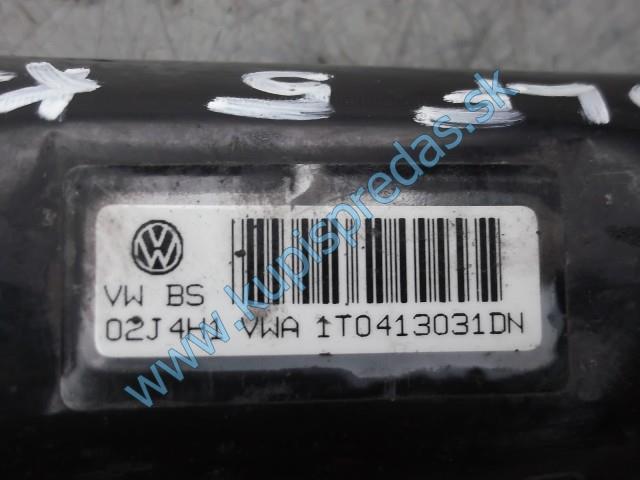 VW BS
02J 4H1 VWA 1T0413031DN
www.kupispredas.sk